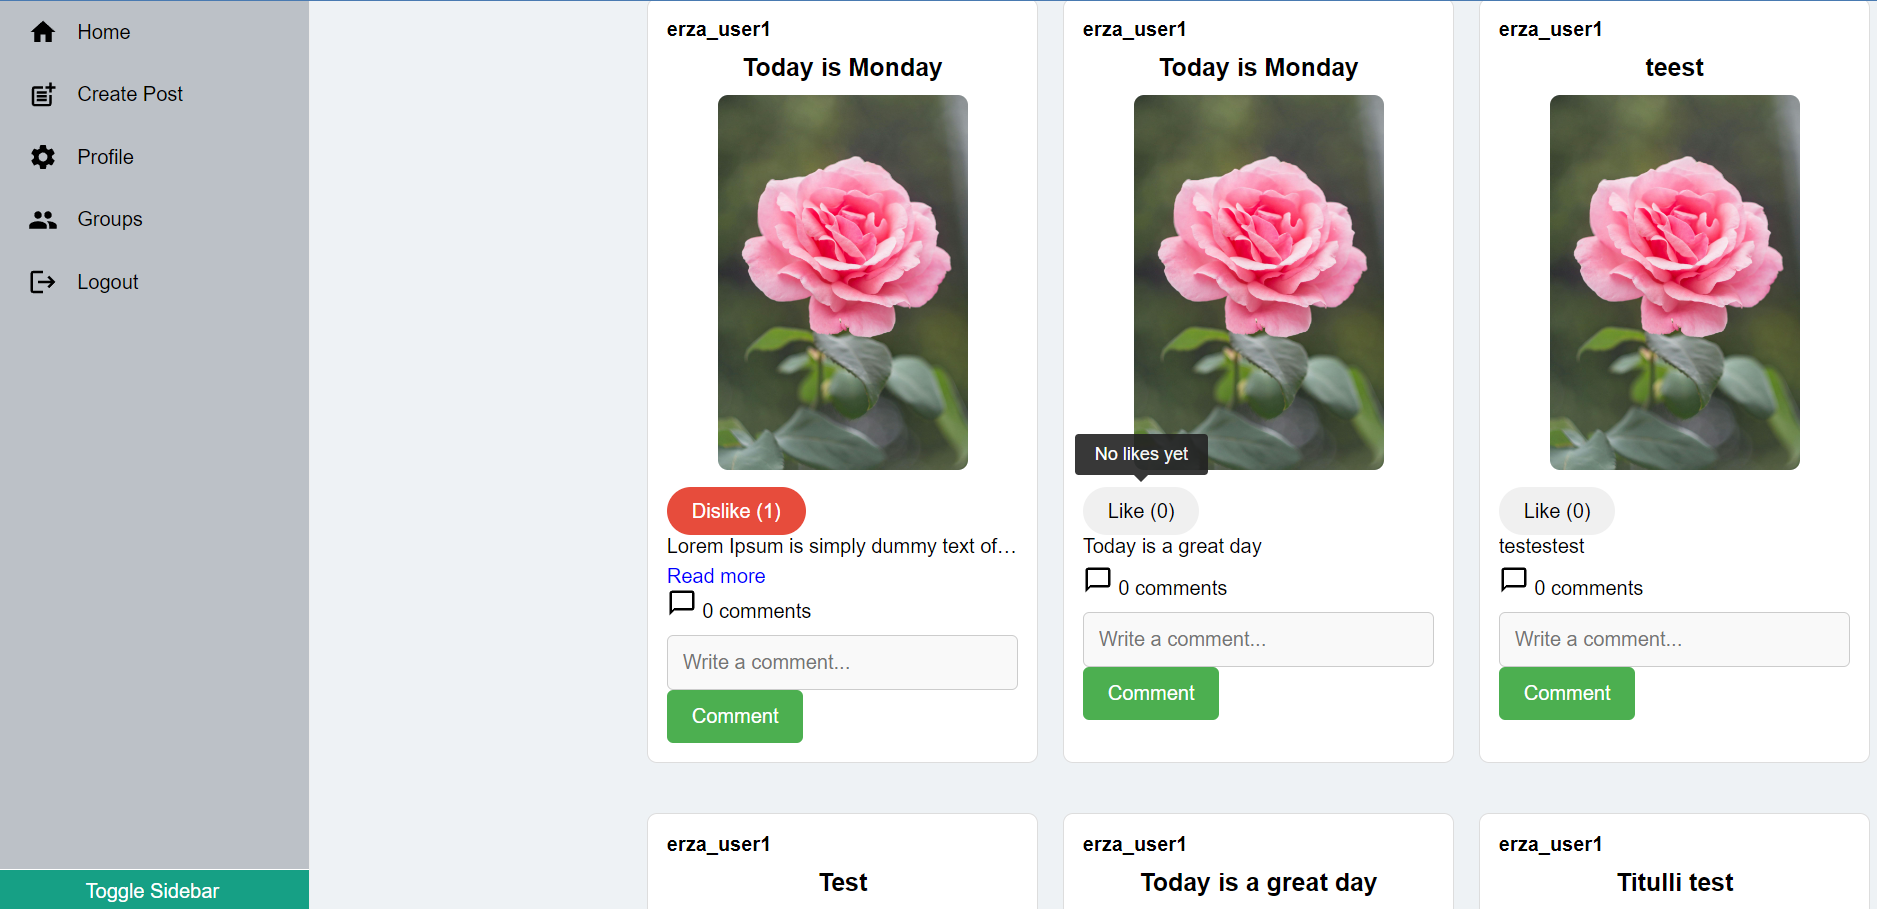 Home
Create Post
Profile
Groups
Logout
Toggle Sidebar
erza_user1
Today is Monday
Dislike (1)
Lorem Ipsum is simply dummy text of...
Read more
0 comments
Write a comment...
Comment
erza_user1
Today is Monday
No likes yet
Like (0)
Today is a great day
0 comments
Write a comment...
Comment
erza_user1
teest
Like (0)
testestest
0 comments
Write a comment...
Comment
erza_user1
Test
erza_user1
Today is a great day
erza_user1
Titulli test